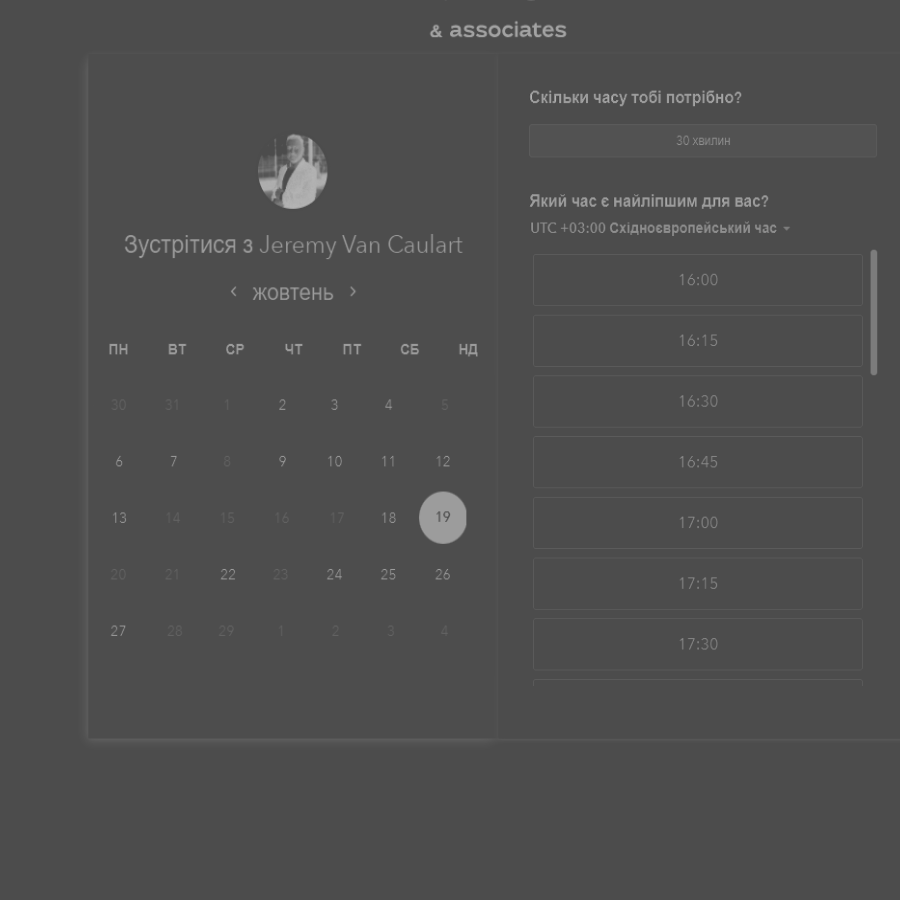 & associates
Зустрітися з Jeremy Van Caulart
жовтень
ПН ВТ СР ЧТ ПТ СБ НД
30 31 1 2 3 4 5
6 7 8 9 10 11 12
13 14 15 16 17 18 19
20 21 22 23 24 25 26
27 28 29 1 2 3 4
Скільки часу тобі потрібно?
30 хвилин
Який час є найліпшим для вас?
UTC +03:00 Східноєвропейський час
16:00
16:15
16:30
16:45
17:00
17:15
17:30